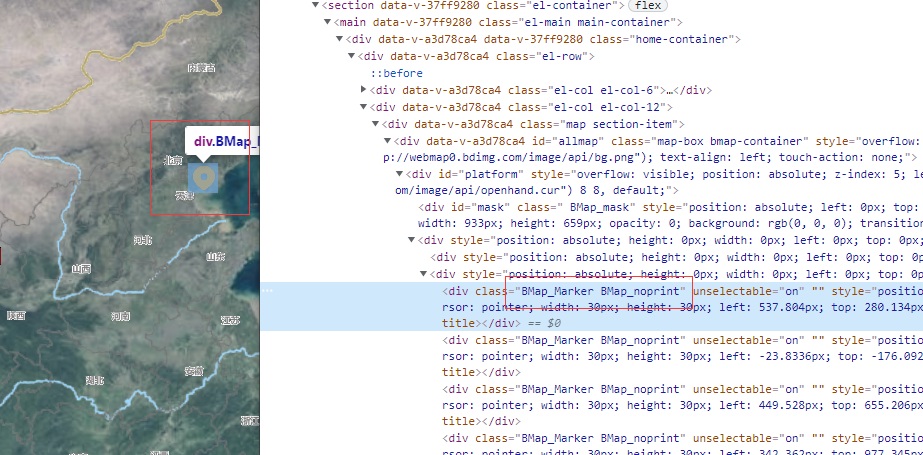 内蒙古
北京
天津
河北
山西
山东
陕西
河南
江苏
安徽
湖北
浙江
div.BMap_M
▼<section data-v-37ff9280 class="el-container"> flex
▼<main data-v-37ff9280 class="el-main main-container">
▼<div data-v-a3d78ca4 data-v-37ff9280 class="home-container">
▼<div data-v-a3d78ca4 class="el-row">
::before
▶<div data-v-a3d78ca4 class="el-col el-col-6">…</div>
▼<div data-v-a3d78ca4 class="el-col el-col-12">
▼<div data-v-a3d78ca4 class="map section-item">
▼<div data-v-a3d78ca4 id="allmap" class="map-box bmap-container" style="overflow:
p://webmap0.bdimg.com/image/api/bg.png"); text-align: left; touch-action: none;">
▼<div id="platform" style="overflow: visible; position: absolute; z-index: 5; le
om/image/api/openhand.cur") 8 8, default;">
<div id="mask" class=" BMap_mask" style="position: absolute; left: 0px; top:
width: 933px; height: 659px; opacity: 0; background: rgb(0, 0, 0); transition
▼<div style="position: absolute; height: 0px; width: 0px; left: 0px; top: 0px;
<div style="position: absolute; height: 0px; width: 0px; left: 0px; top: 0p
▼<div style="position: absolute; height: 0px; width: 0px; left: 0px; top: 0p
…
<div class="BMap_Marker BMap_noprint" unselectable="on" "" style="positio
rsor: pointer; width: 30px; height: 30px; left: 537.804px; top: 280.134px
title></div> == $0
<div class="BMap_Marker BMap_noprint" unselectable="on" "" style="positio
rsor: pointer; width: 30px; height: 30px; left: -23.8336px; top: -176.092
title></div>
<div class="BMap_Marker BMap_noprint" unselectable="on" "" style="positio
rsor: pointer; width: 30px; height: 30px; left: 449.528px; top: 655.206px
title></div>
<div class="BMap_Marker BMap_noprint" unselectable="on" "" style="positio
rsor: pointer; width: 30px; height: 30px; left: 342.362px; top: 977.345px